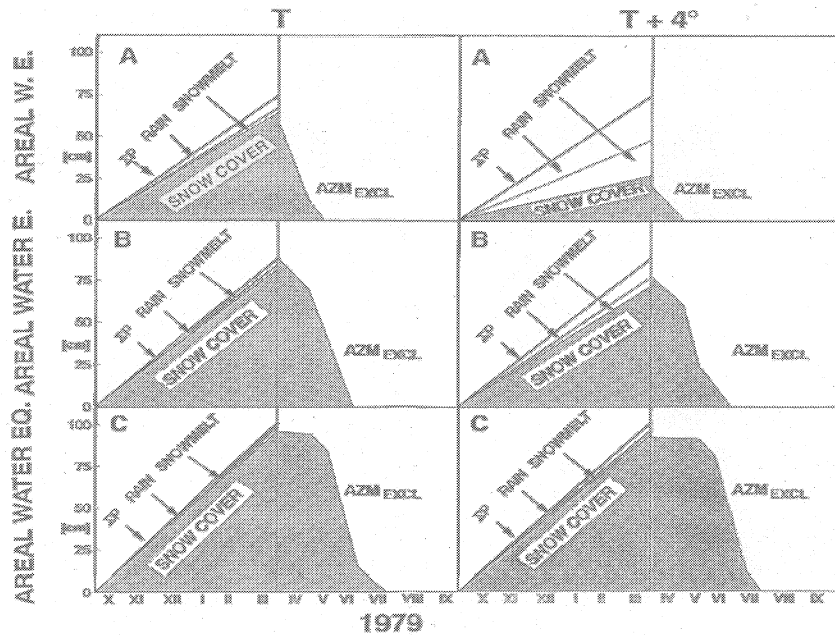 T T + 4°
AREAL W. E.
AREAL WATER E.
AREAL WATER EQ.
A
100
75
50
[cm]
25
0
ΣP RAIN SNOWMELT
SNOW COVER
AZM EXCL
A
ΣP RAIN SNOWMELT
SNOW COVER
AZM EXCL
B
100
75
50
[cm]
25
0
ΣP RAIN SNOWMELT
SNOW COVER
AZM EXCL
B
ΣP RAIN SNOWMELT
SNOW COVER
AZM EXCL
C
100
75
50
[cm]
25
0
ΣP RAIN SNOWMELT
SNOW COVER
AZM EXCL
C
ΣP RAIN SNOWMELT
SNOW COVER
AZM EXCL
X XI XII I II III IV V VI VII VIII IX X XI XII I II III IV V VI VII VIII IX
1979